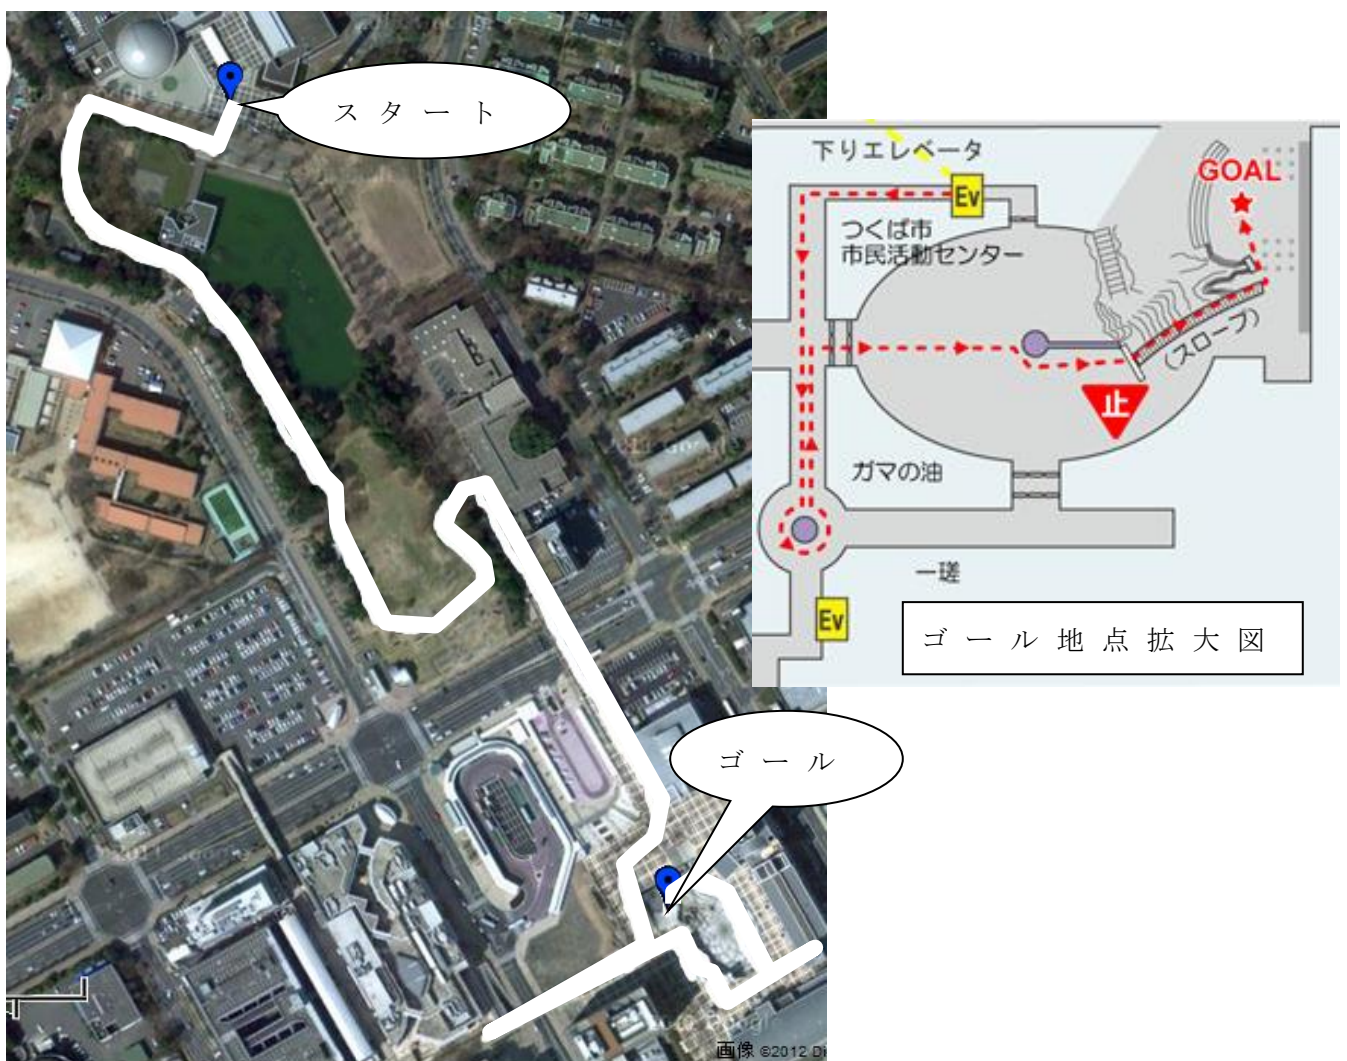 スタート
下りエレベータ
GOAL
Ev
つくば市
市民活動センター
(スロープ)
止
ガマの油
一瑳
Ev
ゴール地点拡大図
ゴール
画像 ©2012 Di